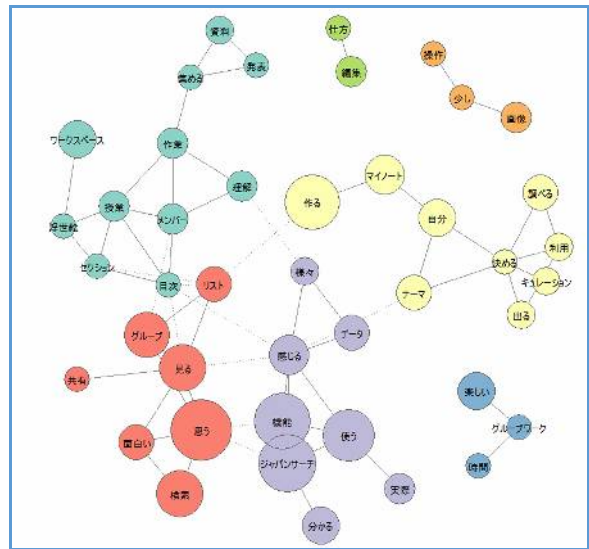 資料
発表
集める
仕方
編集
操作
少し
画像
ワークスペース
作業
理解
授業
メンバー
浮世絵
セクション
目次
マイノート
作る
自分
調べる
利用
決める
キュレーション
テーマ
出る
リスト
グループ
見る
共有
思う
面白い
検索
様々
データ
感じる
機能
使う
ジャパンサーチ
実際
分かる
楽しい
グループワーク
時間